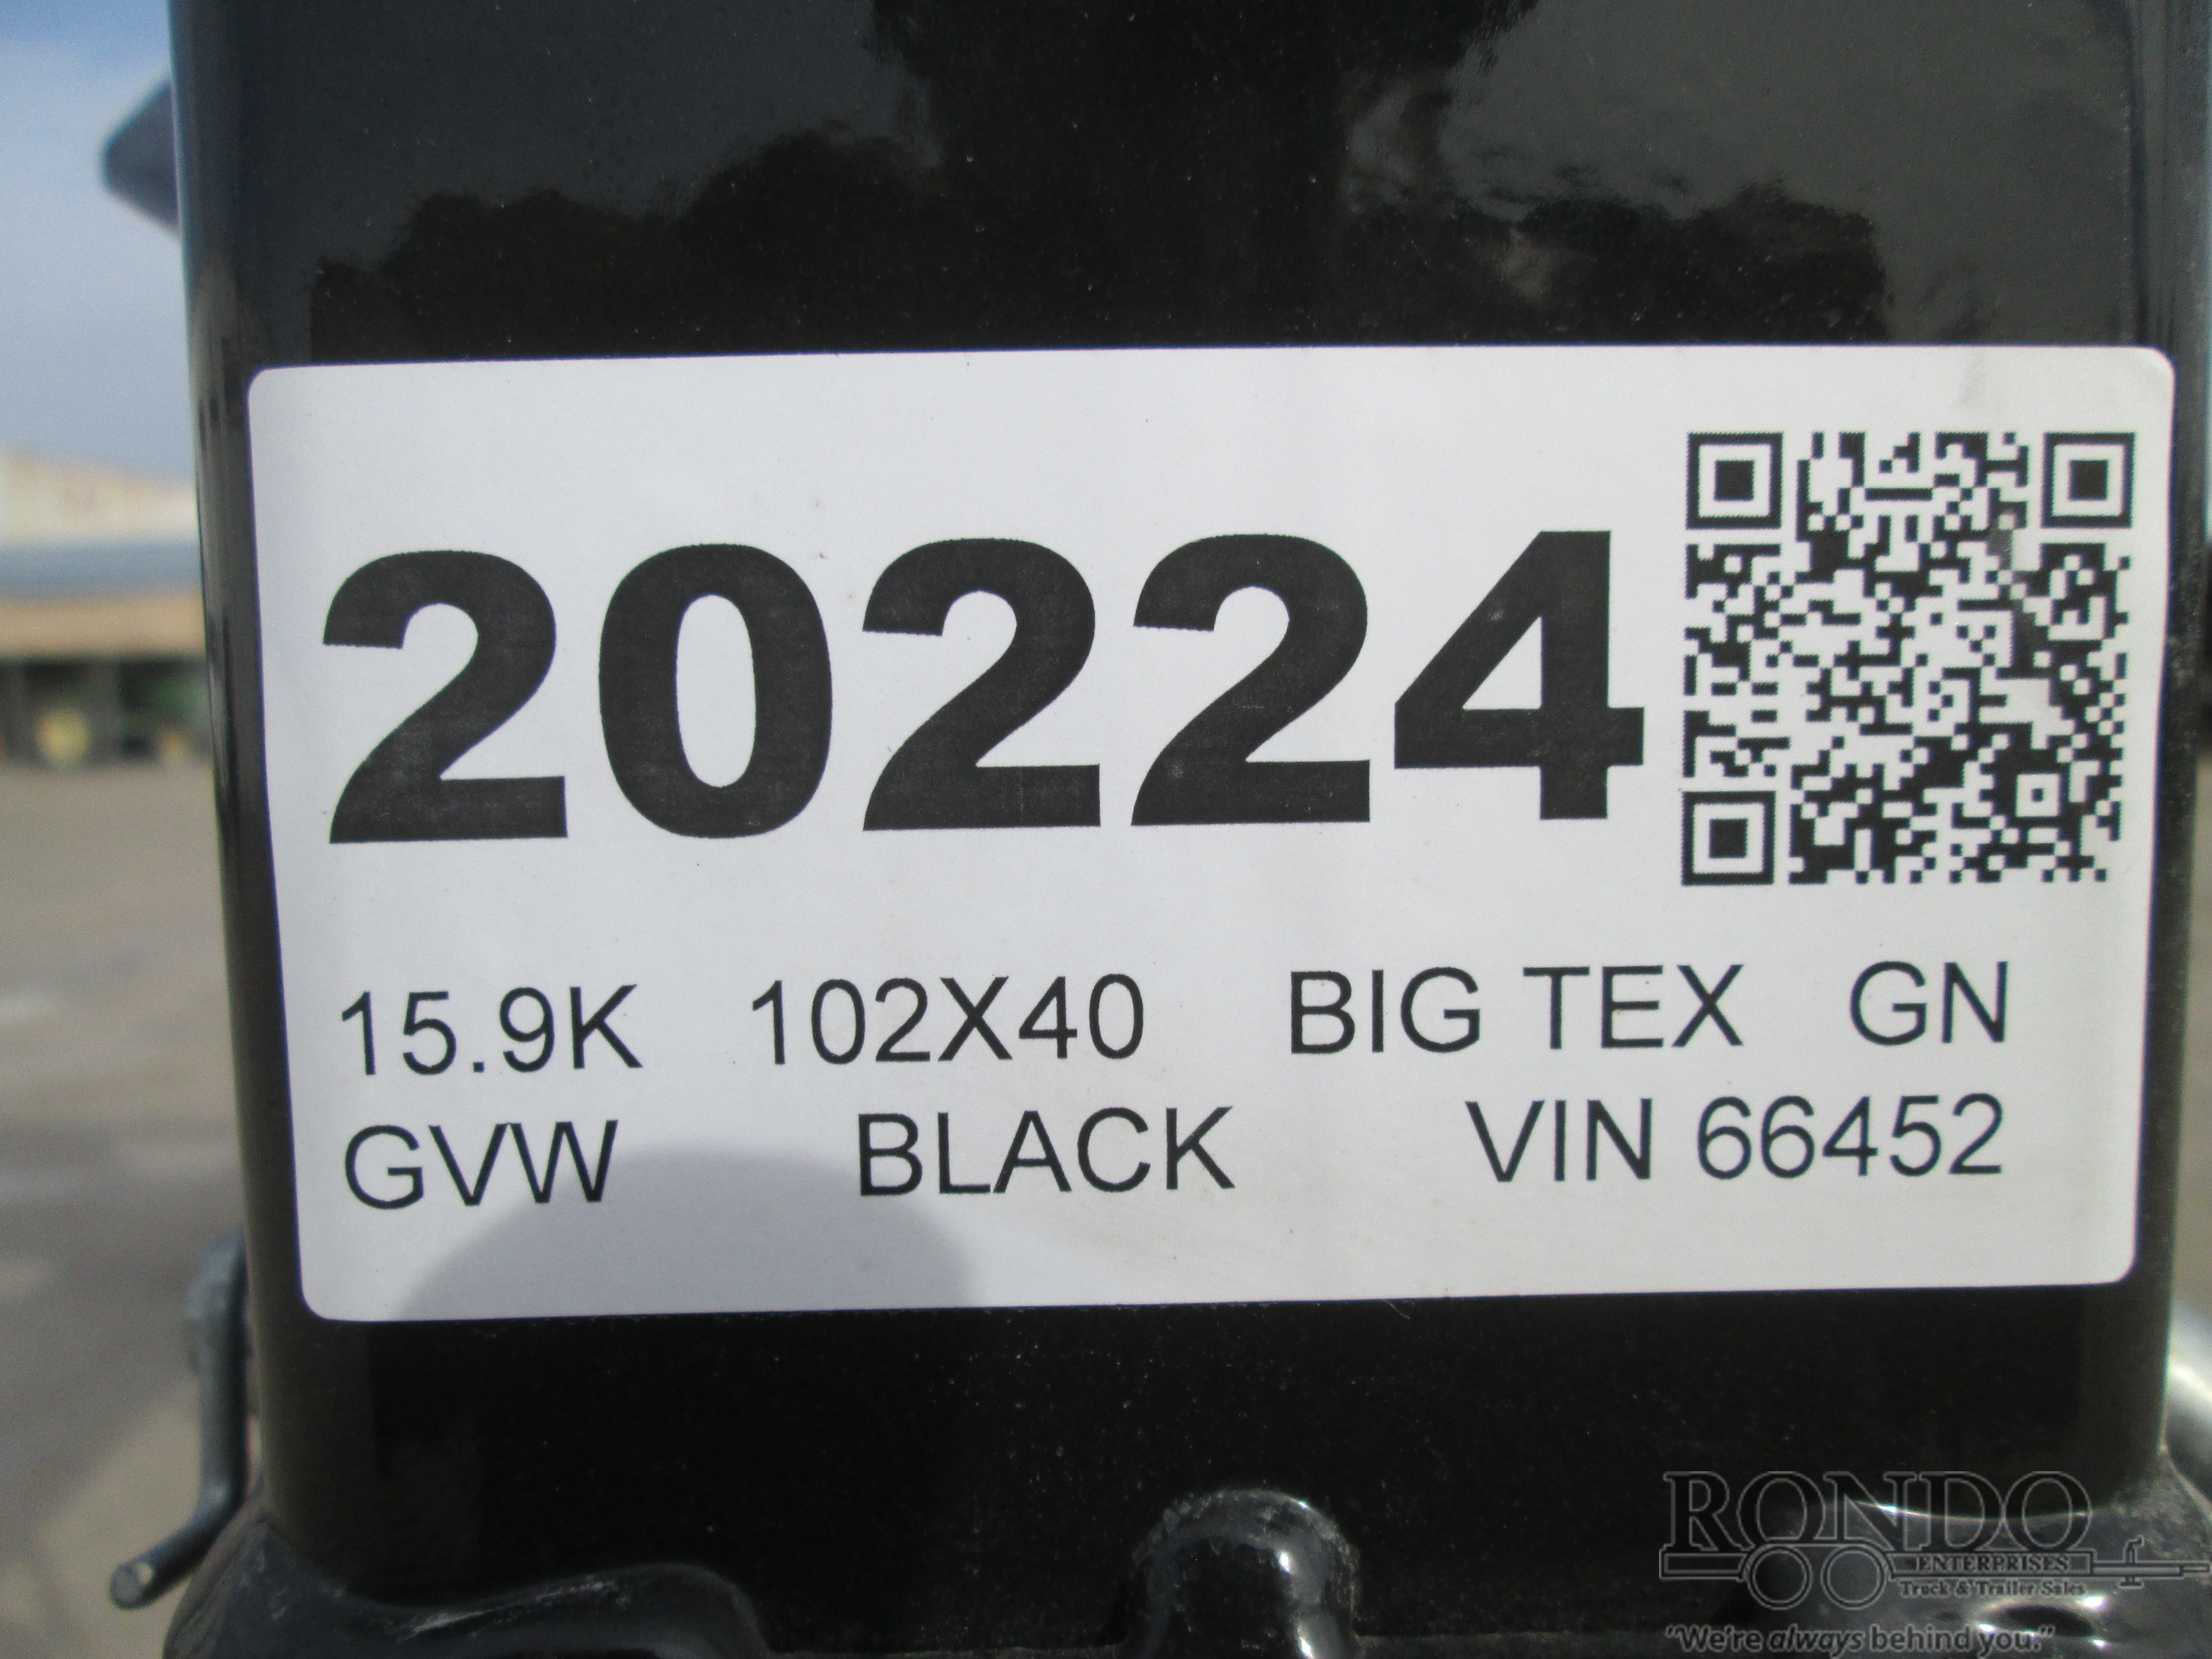 20224
15.9K 102X40 BIG TEX GN
GVW BLACK VIN 66452
RONDO
ENTERPRISES
Truck & Trailer Sales
"We're always behind you."